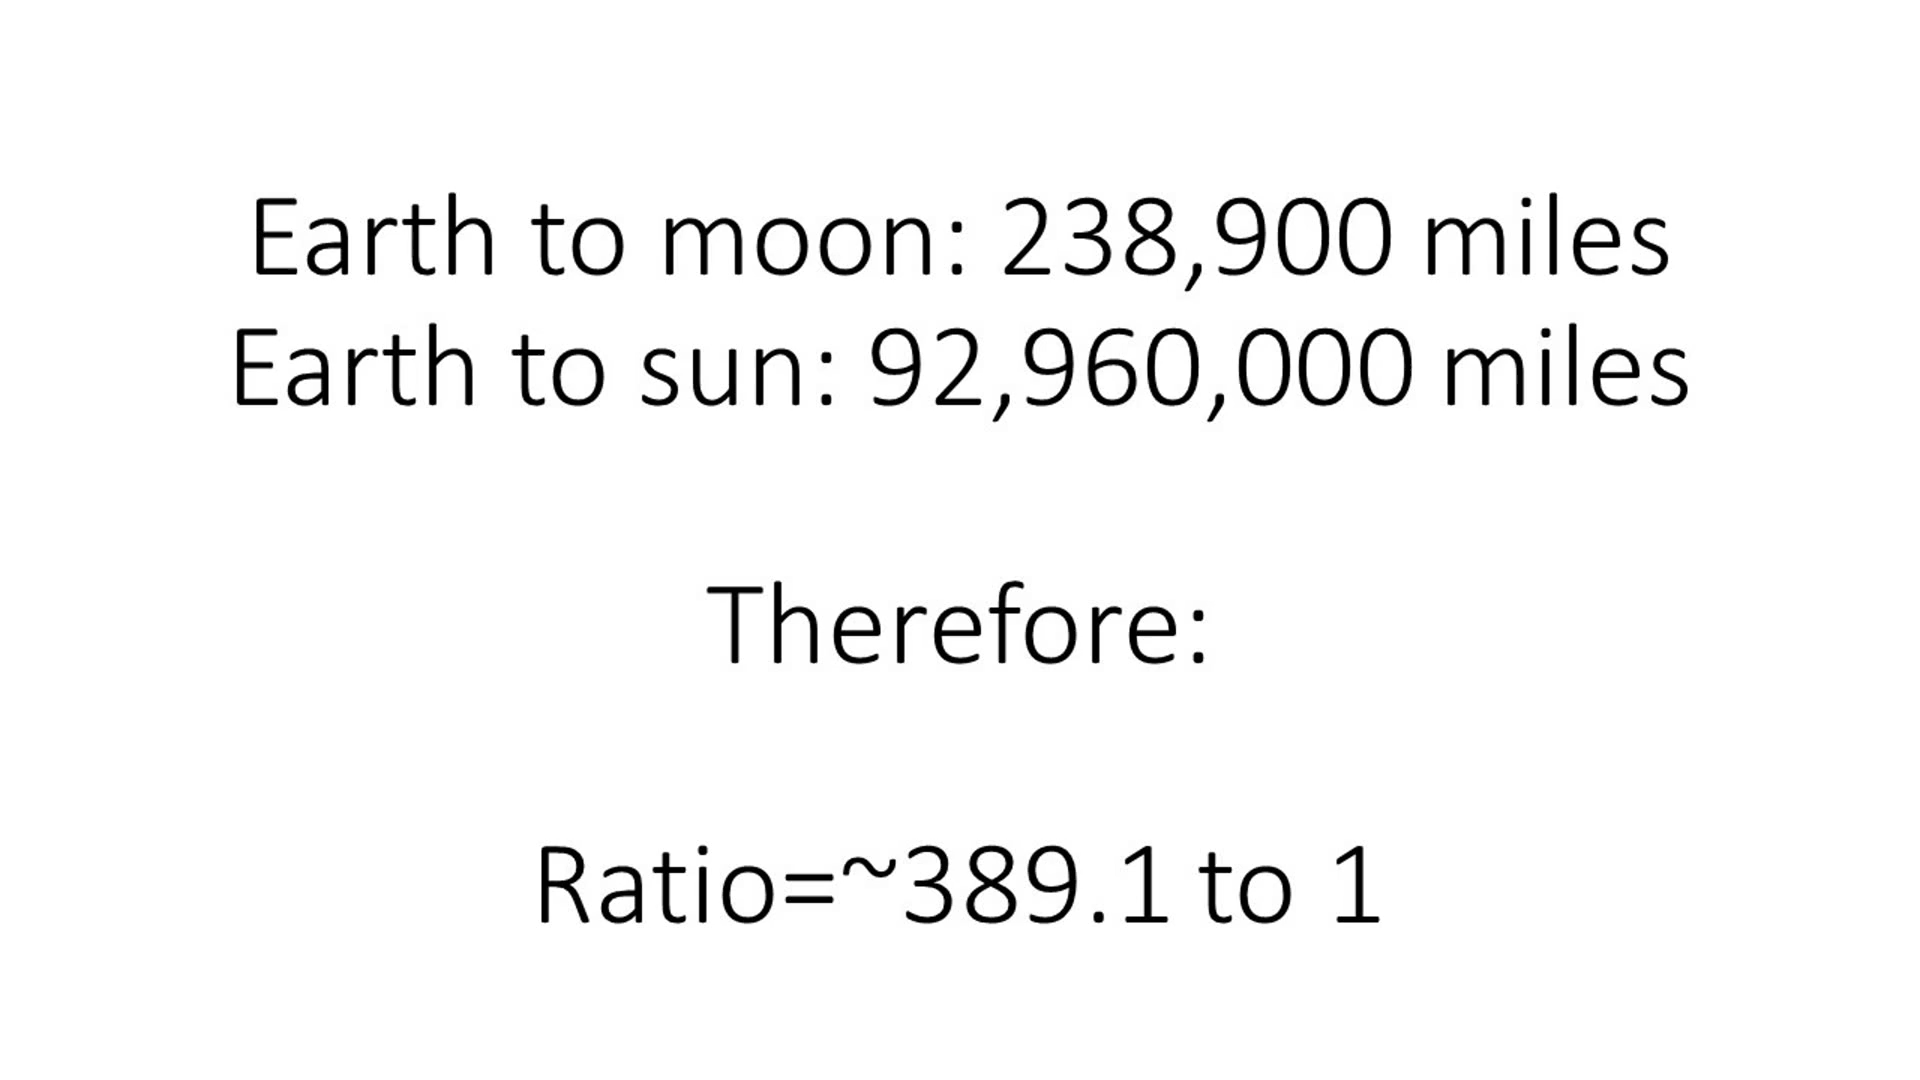 Earth to moon: 238,900 miles
Earth to sun: 92,960,000 miles
Therefore:
Ratio=~389.1 to 1